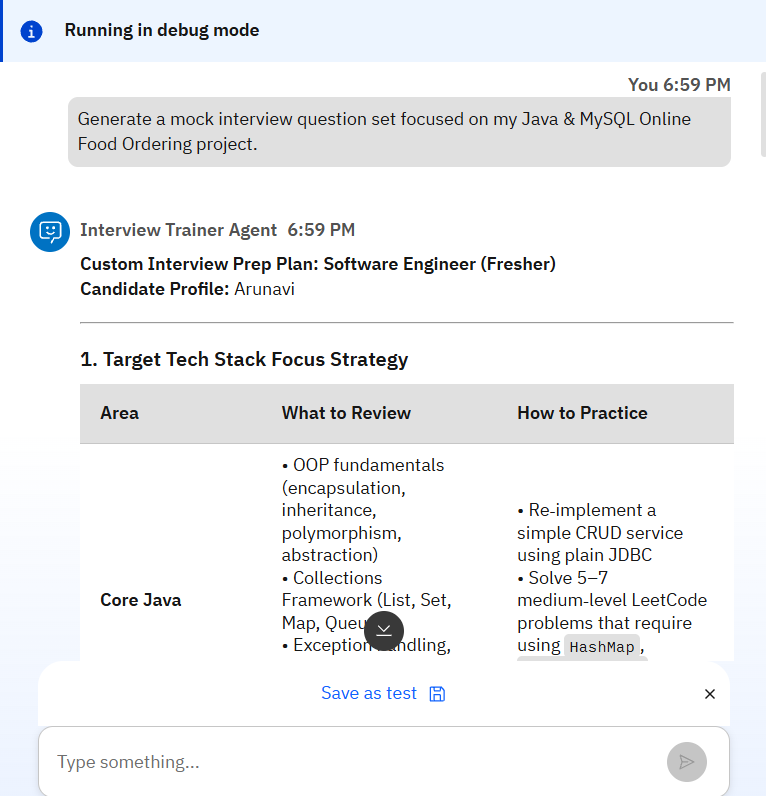 Running in debug mode
You 6:59 PM
Generate a mock interview question set focused on my Java & MySQL Online
Food Ordering project.
Interview Trainer Agent 6:59 PM
Custom Interview Prep Plan: Software Engineer (Fresher)
Candidate Profile: Arunavi
1. Target Tech Stack Focus Strategy
Area
What to Review
How to Practice
Core Java
• OOP fundamentals
(encapsulation,
inheritance,
polymorphism,
abstraction)
• Collections
Framework (List, Set,
Map,
• Exception
• Re-implement a
simple CRUD service
using plain JDBC
• Solve 5–7
medium-level LeetCode
problems that require
using HashMap,
Save as test
Type something...